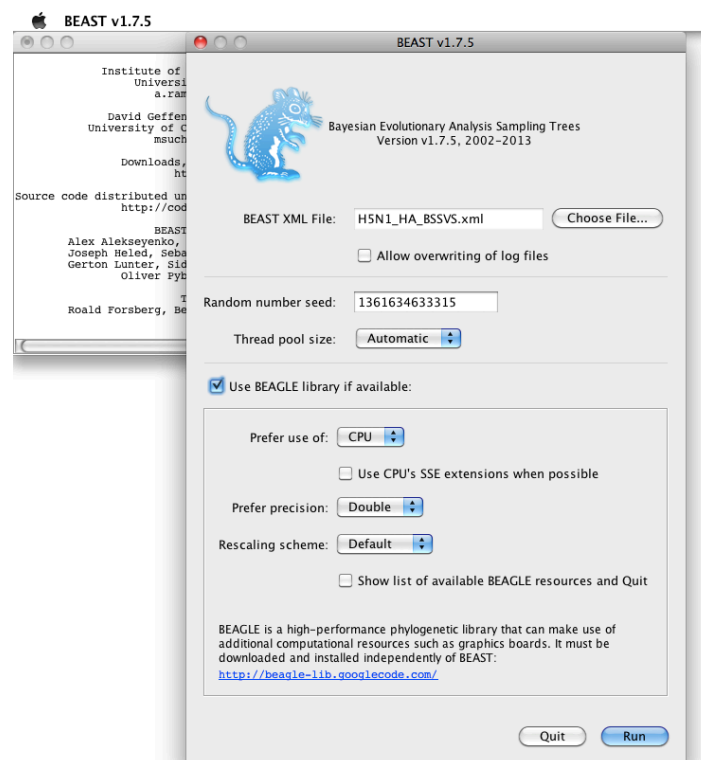 BEAST v1.7.5
BEAST v1.7.5
Institute of
Universi
a.ram
David Geffen
University of C
msuch
Downloads,
ht
Source code distributed un
http://cod
BEAST
Alex Alekseyenko,
Joseph Heled, Seba
Gerton Lunter, Sid
Oliver Pyb
T
Roald Forsberg, Be
Bayesian Evolutionary Analysis Sampling Trees
Version v1.7.5, 2002–2013
BEAST XML File: H5N1_HA_BSSVS.xml Choose File...
Allow overwriting of log files
Random number seed: 1361634633315
Thread pool size: Automatic
Use BEAGLE library if available:
Prefer use of: CPU
Use CPU's SSE extensions when possible
Prefer precision: Double
Rescaling scheme: Default
Show list of available BEAGLE resources and Quit
BEAGLE is a high-performance phylogenetic library that can make use of
additional computational resources such as graphics boards. It must be
downloaded and installed independently of BEAST:
http://beagle-lib.googlecode.com/
Quit Run